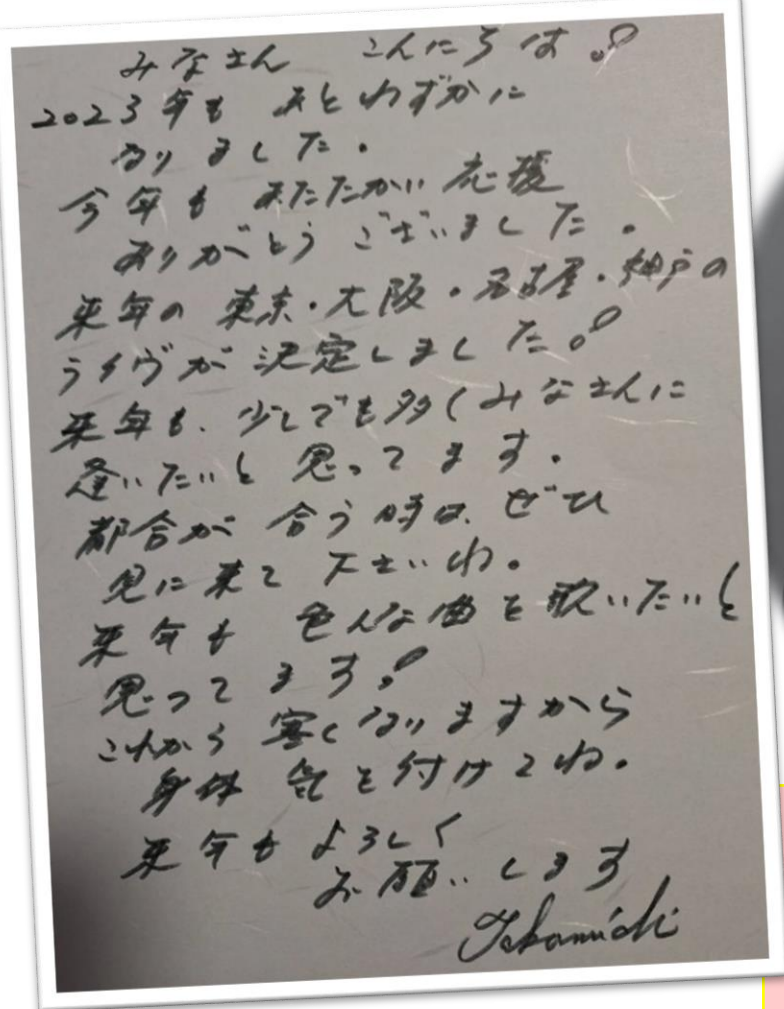 みなさん こんにちは!
2023年も あとわずかに
なりました。
今年も あたたかい 応援
ありがとう ございました。
来年の 東京・大阪・名古屋・神戸の
ライヴが 決定しました!
来年も、少しでも多くみなさんに
逢いたいと 思ってます。
都合が 合う時は、ぜひ
見に来て 下さいね。
来年も 色んな曲を歌いたいと
思ってます!
これから 寒くなりますから
身体 気を付けてね。
来年も よろしく
お願いします
Takamichi